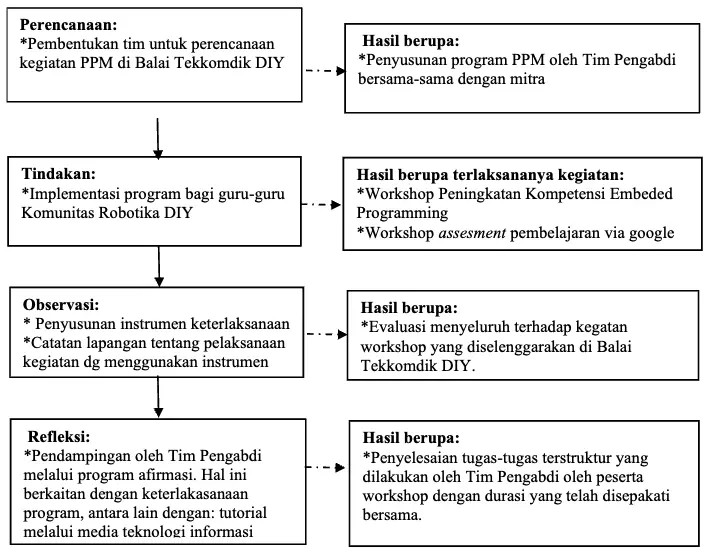 Perencanaan:
*Pembentukan tim untuk perencanaan
kegiatan PPM di Balai Tekkomdik DIY
Hasil berupa:
*Penyusunan program PPM oleh Tim Pengabdi
bersama-sama dengan mitra
Tindakan:
*Implementasi program bagi guru-guru
Komunitas Robotika DIY
Hasil berupa terlaksananya kegiatan:
*Workshop Peningkatan Kompetensi Embeded
Programming
*Workshop assesment pembelajaran via google
Observasi:
* Penyusunan instrumen keterlaksanaan
*Catatan lapangan tentang pelaksanaan
kegiatan dg menggunakan instrumen
Hasil berupa:
*Evaluasi menyeluruh terhadap kegatan
workshop yang diselenggarakan di Balai
Tekkomdik DIY.
Refleksi:
*Pendampingan oleh Tim Pengabdi
melalui program afirmasi. Hal ini
berkaitan dengan keterlakasanaan
program, antara lain dengan: tutorial
melalui media teknologi informasi
Hasil berupa:
*Penyelesaian tugas-tugas terstruktur yang
dilakukan oleh Tim Pengabdi oleh peserta
workshop dengan durasi yang telah disepakati
bersama.